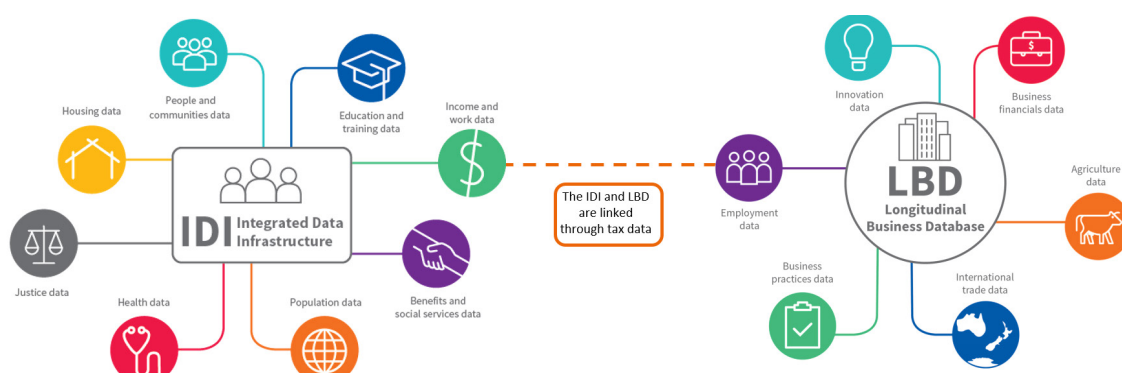 People and
communities data
Education and
training data
Housing data
Income and
work data
IDI Integrated Data
Infrastructure
Justice data
Health data
Population data
Benefits and
social services data
The IDI and LBD
are linked
through tax data
Innovation
data
$
Business
financials data
Employment
data
LBD
Longitudinal
Business Database
Agriculture
data
Business
practices data
International
trade data